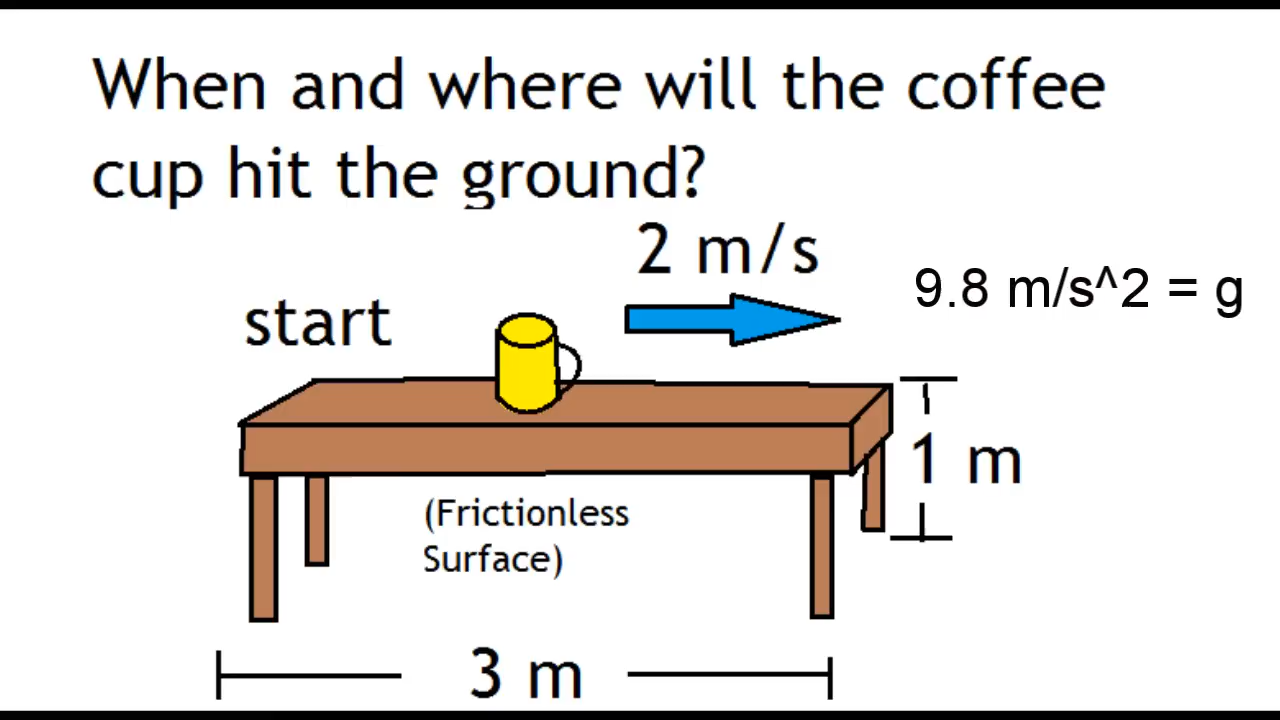 When and where will the coffee
cup hit the ground?
2 m/s
9.8 m/s^2 = g
start
1 m
(Frictionless
Surface)
3 m